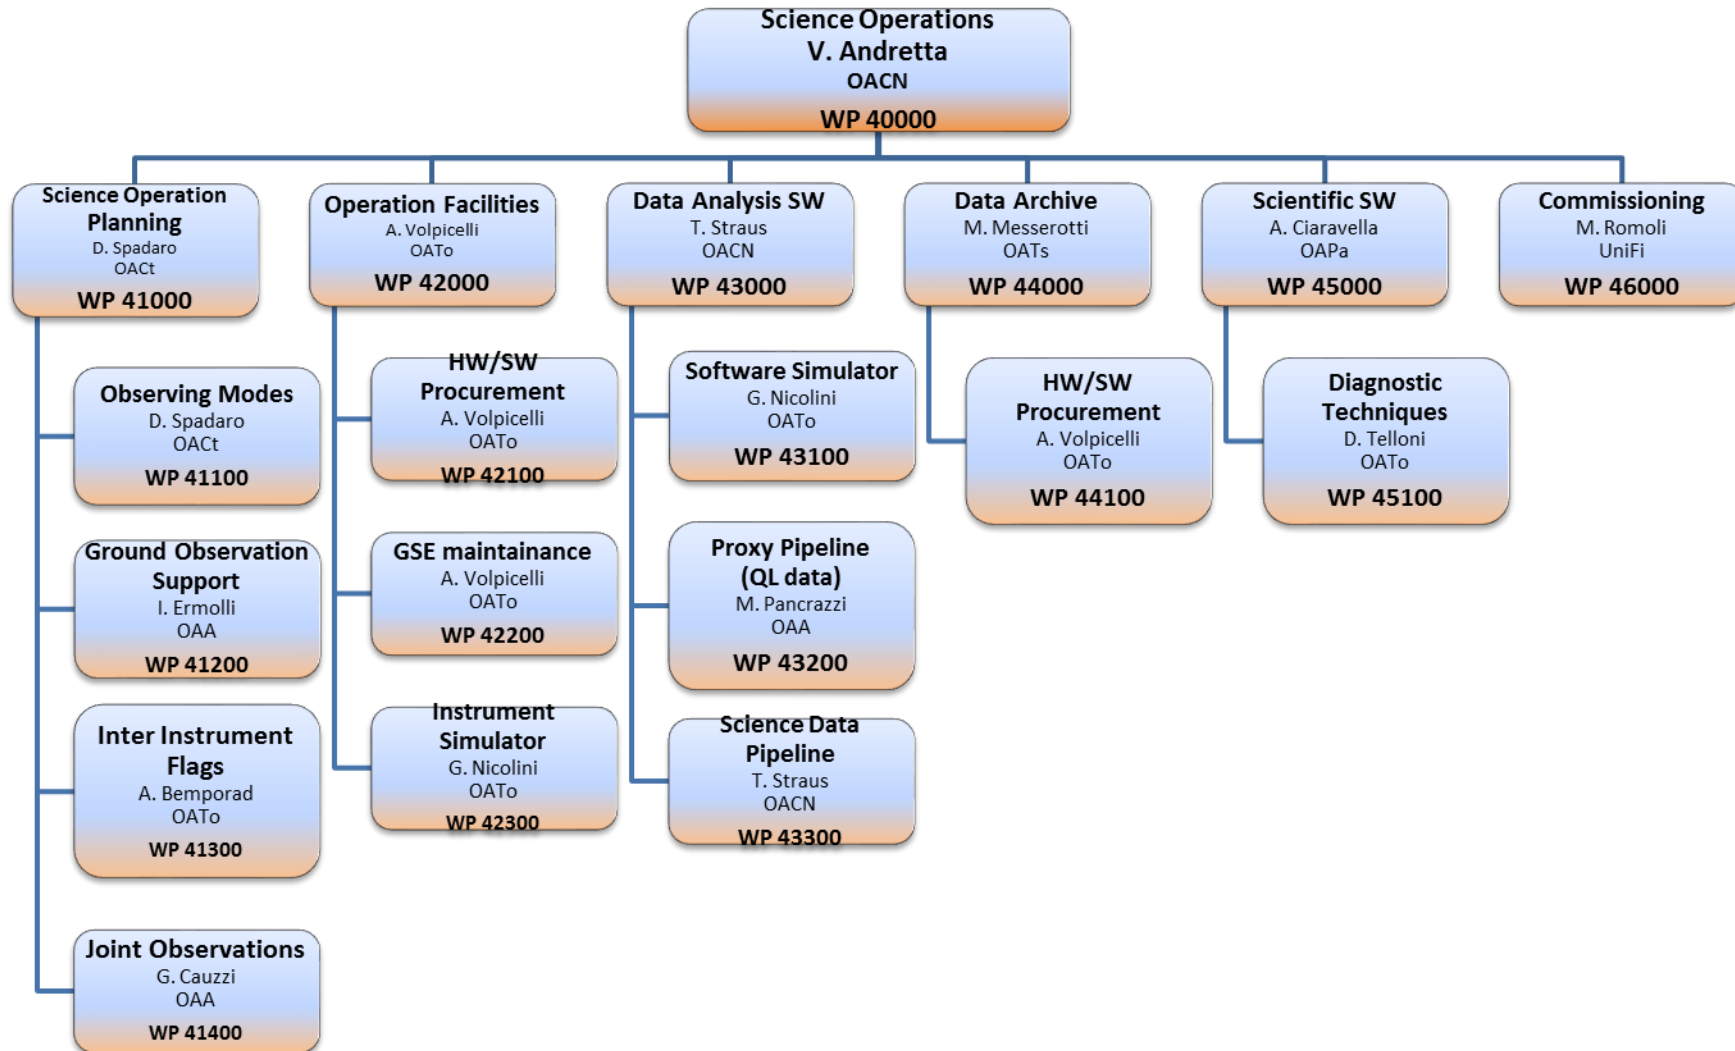 Science Operations
V. Andretta
OACN
WP 40000
Science Operation
Planning
D. Spadaro
OACt
WP 41000
Operation Facilities
A. Volpicelli
OATo
WP 42000
Data Analysis SW
T. Straus
OACN
WP 43000
Data Archive
M. Messerotti
OATs
WP 44000
Scientific SW
A. Ciaravella
OAPa
WP 45000
Commissioning
M. Romoli
UniFi
WP 46000
Observing Modes
D. Spadaro
OACt
WP 41100
Ground Observation
Support
I. Ermolli
OAA
WP 41200
Inter Instrument
Flags
A. Bemporad
OATo
WP 41300
Joint Observations
G. Cauzzi
OAA
WP 41400
HW/SW
Procurement
A. Volpicelli
OATo
WP 42100
GSE maintainance
A. Volpicelli
OATo
WP 42200
Instrument
Simulator
G. Nicolini
OATo
WP 42300
Software Simulator
G. Nicolini
OATo
WP 43100
Proxy Pipeline
(QL data)
M. Pancrazzi
OAA
WP 43200
Science Data
Pipeline
T. Straus
OACN
WP 43300
HW/SW
Procurement
A. Volpicelli
OATo
WP 44100
Diagnostic
Techniques
D. Telloni
OATo
WP 45100